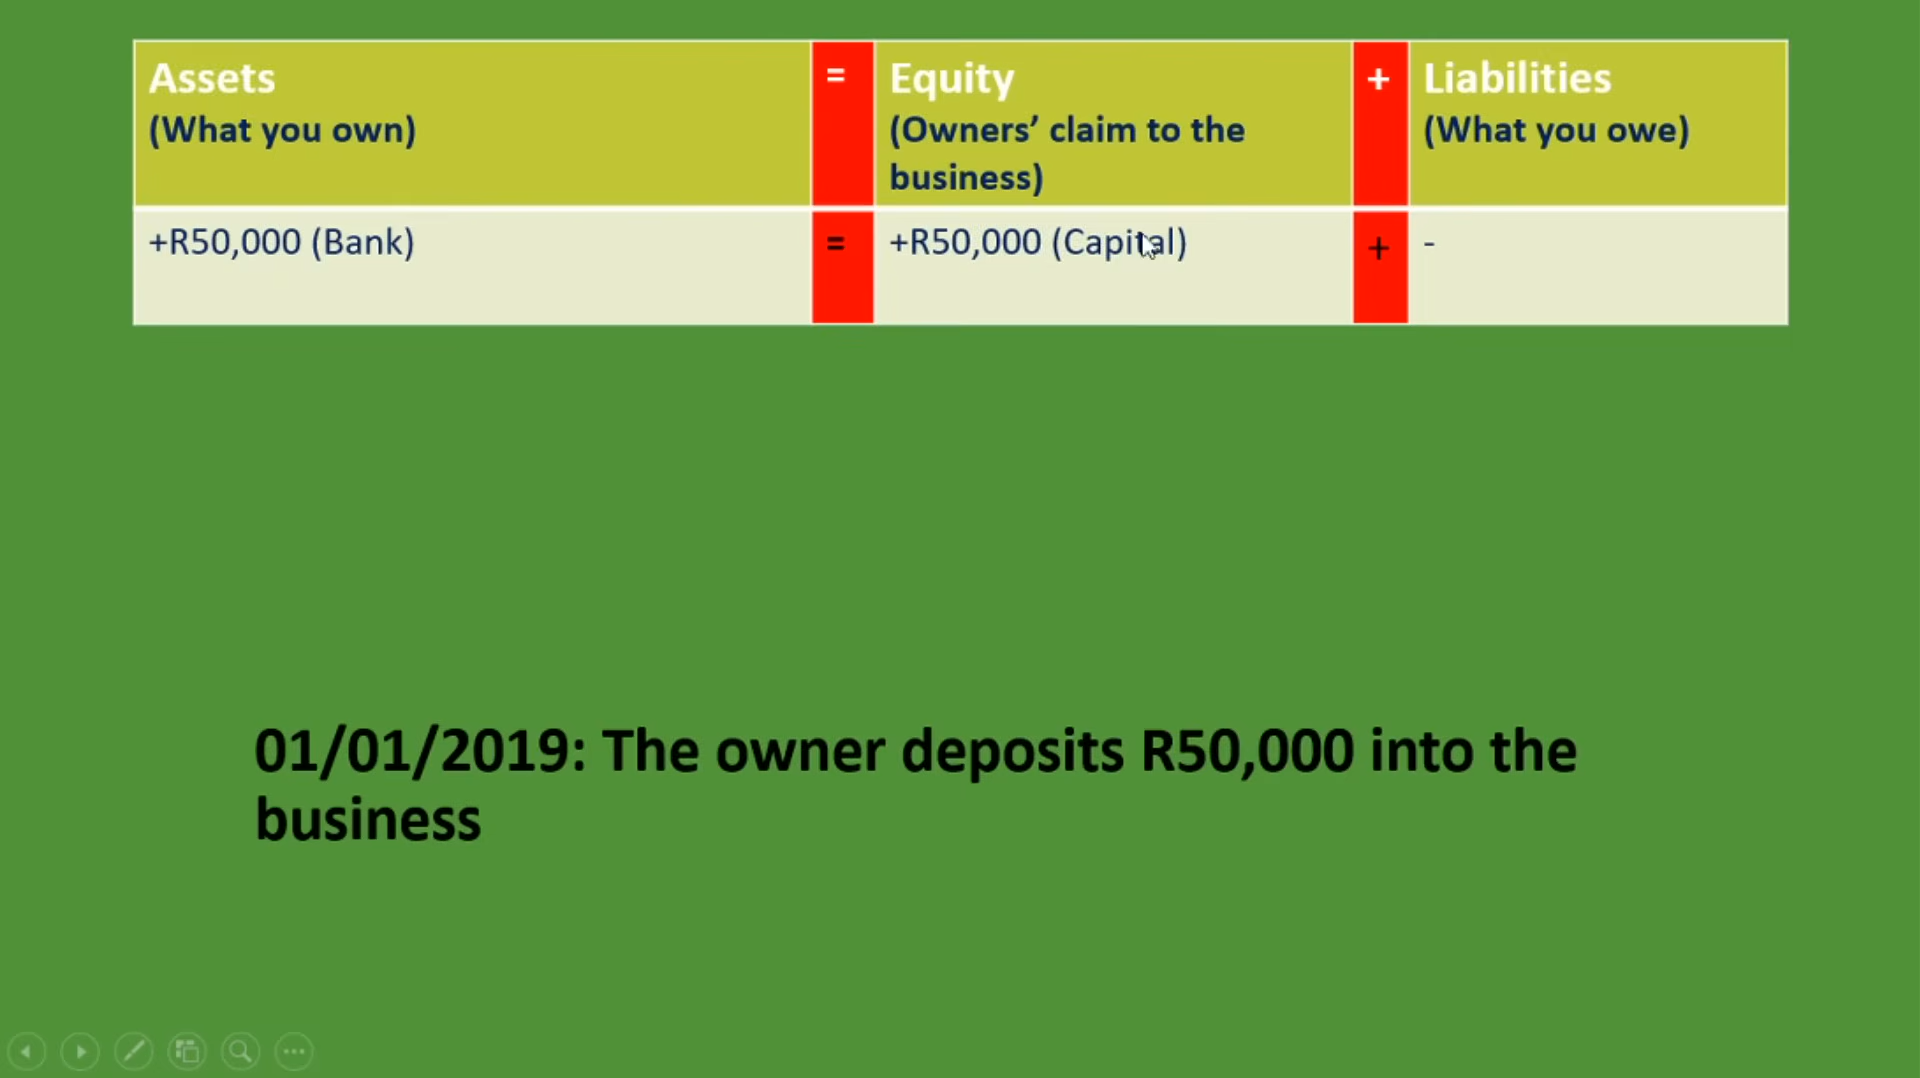 Assets = Equity + Liabilities
(What you own) (Owners’ claim to the (What you owe)
business)
+R50,000 (Bank) = +R50,000 (Capital) + -
01/01/2019: The owner deposits R50,000 into the
business